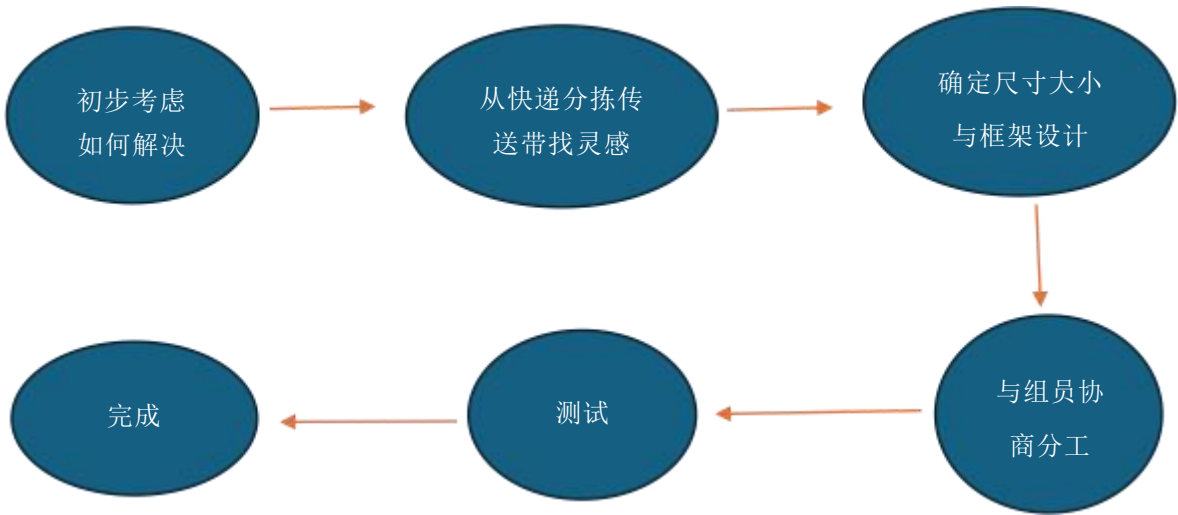 初步考虑
如何解决
从快递分拣传
送带找灵感
确定尺寸大小
与框架设计
与组员协
商分工
测试
完成